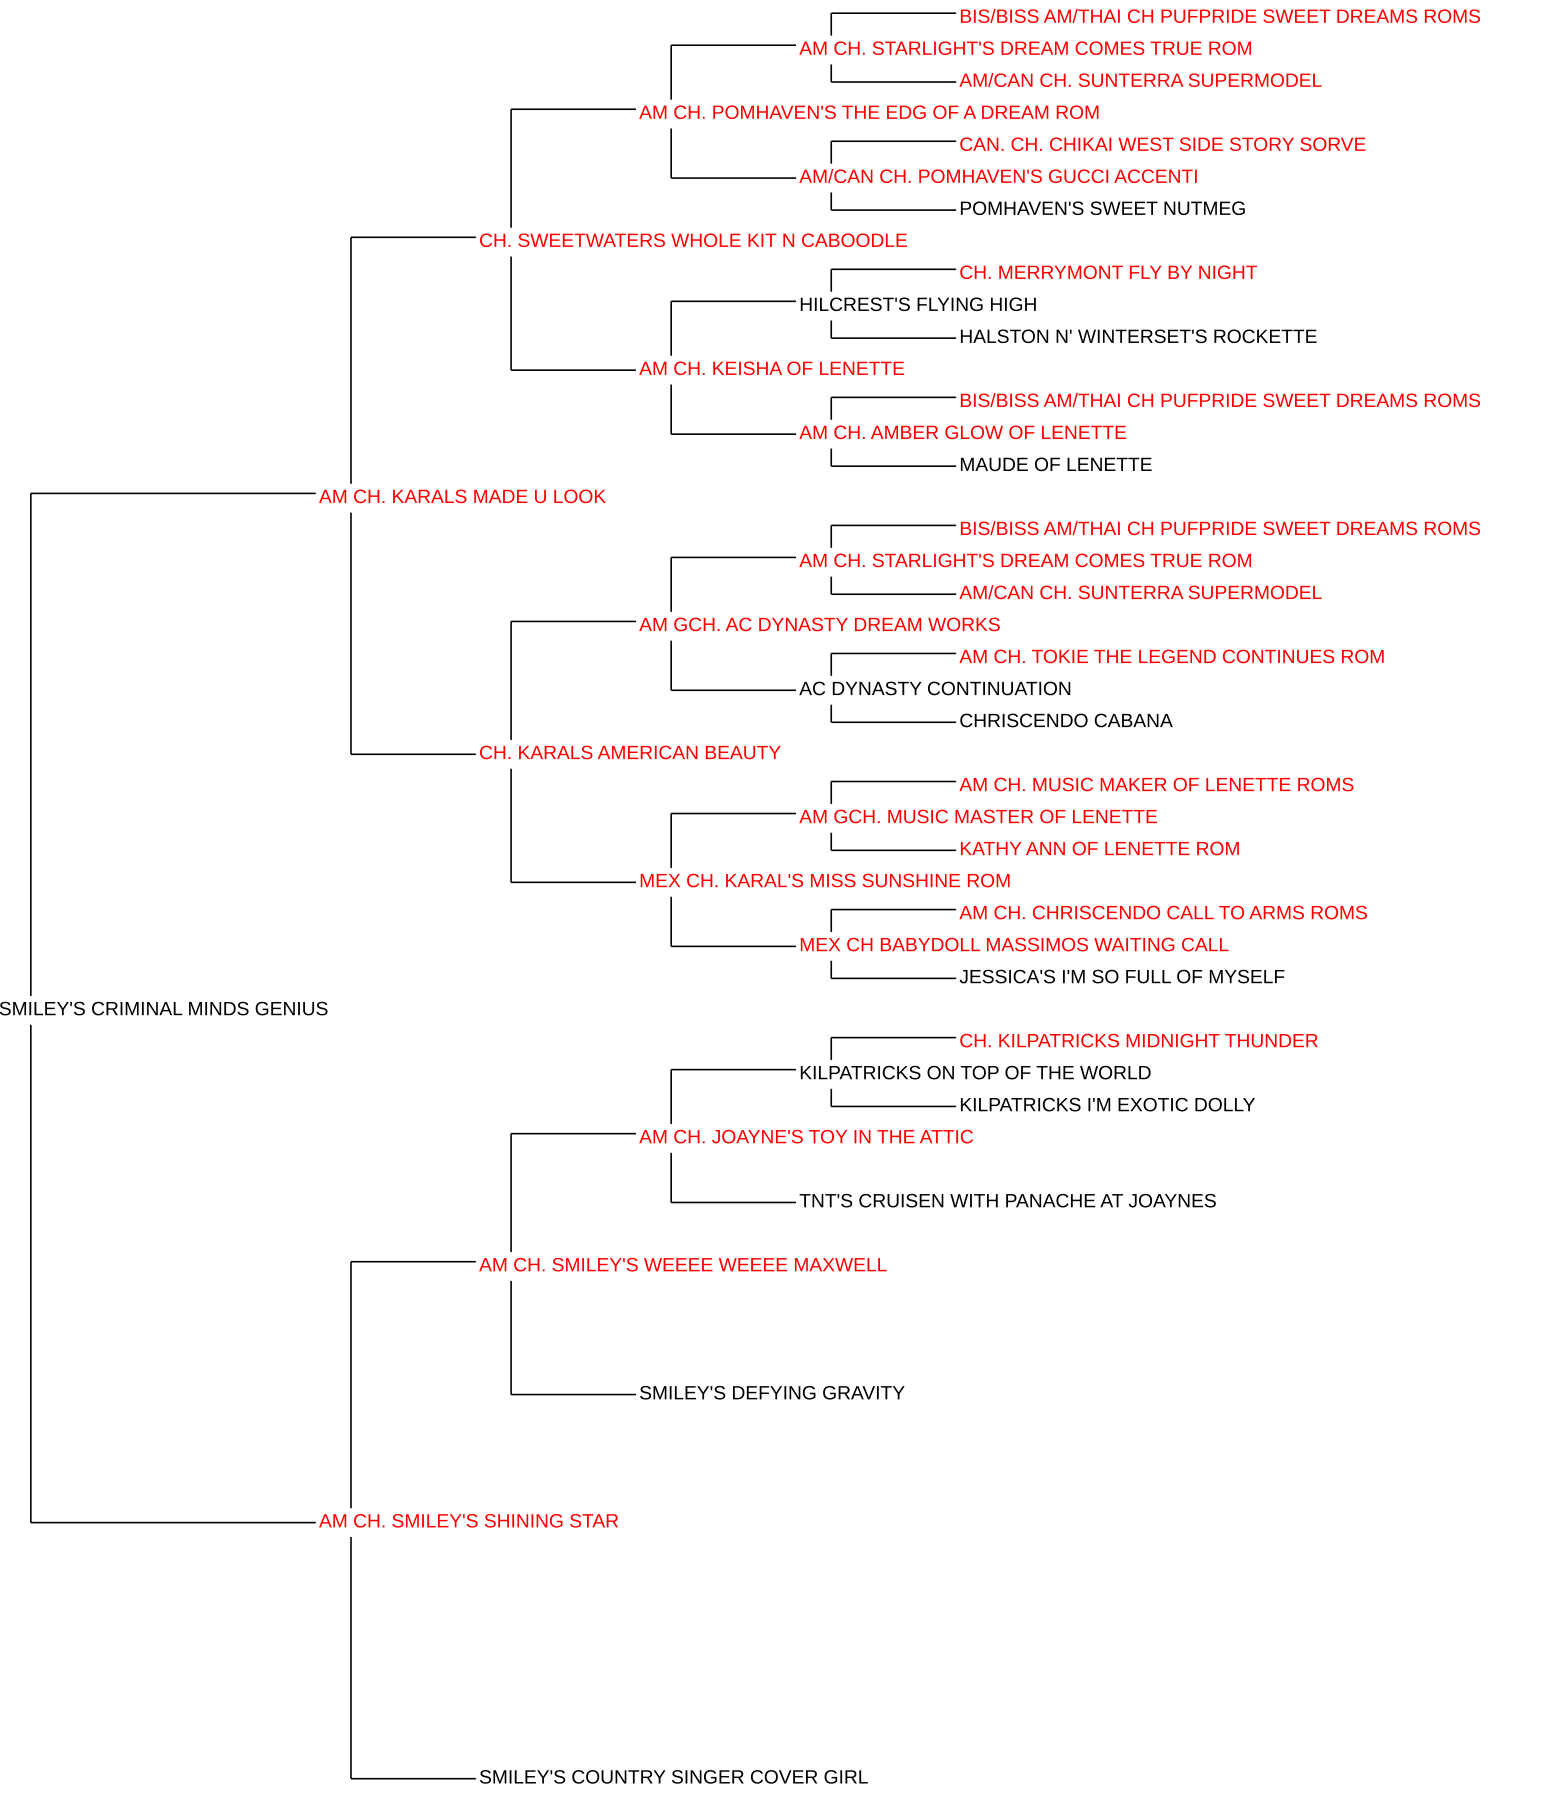 BIS/BISS AM/THAI CH PUFPRIDE SWEET DREAMS ROMS
AM CH. STARLIGHT'S DREAM COMES TRUE ROM
AM/CAN CH. SUNTERRA SUPERMODEL
AM CH. POMHAVEN'S THE EDG OF A DREAM ROM
CAN. CH. CHIKAI WEST SIDE STORY SORVE
AM/CAN CH. POMHAVEN'S GUCCI ACCENTI
POMHAVEN'S SWEET NUTMEG
CH. SWEETWATERS WHOLE KIT N CABOODLE
CH. MERRYMONT FLY BY NIGHT
HILCREST'S FLYING HIGH
HALSTON N' WINTERSET'S ROCKETTE
AM CH. KEISHA OF LENETTE
BIS/BISS AM/THAI CH PUFPRIDE SWEET DREAMS ROMS
AM CH. AMBER GLOW OF LENETTE
MAUDE OF LENETTE
AM CH. KARALS MADE U LOOK
BIS/BISS AM/THAI CH PUFPRIDE SWEET DREAMS ROMS
AM CH. STARLIGHT'S DREAM COMES TRUE ROM
AM/CAN CH. SUNTERRA SUPERMODEL
AM GCH. AC DYNASTY DREAM WORKS
AM CH. TOKIE THE LEGEND CONTINUES ROM
AC DYNASTY CONTINUATION
CHRISCENDO CABANA
CH. KARALS AMERICAN BEAUTY
AM CH. MUSIC MAKER OF LENETTE ROMS
AM GCH. MUSIC MASTER OF LENETTE
KATHY ANN OF LENETTE ROM
MEX CH. KARAL'S MISS SUNSHINE ROM
AM CH. CHRISCENDO CALL TO ARMS ROMS
MEX CH BABYDOLL MASSIMOS WAITING CALL
JESSICA'S I'M SO FULL OF MYSELF
SMILEY'S CRIMINAL MINDS GENIUS
CH. KILPATRICKS MIDNIGHT THUNDER
KILPATRICKS ON TOP OF THE WORLD
KILPATRICKS I'M EXOTIC DOLLY
AM CH. JOAYNE'S TOY IN THE ATTIC
TNT'S CRUISEN WITH PANACHE AT JOAYNES
AM CH. SMILEY'S WEEEE WEEEE MAXWELL
SMILEY'S DEFYING GRAVITY
AM CH. SMILEY'S SHINING STAR
SMILEY'S COUNTRY SINGER COVER GIRL